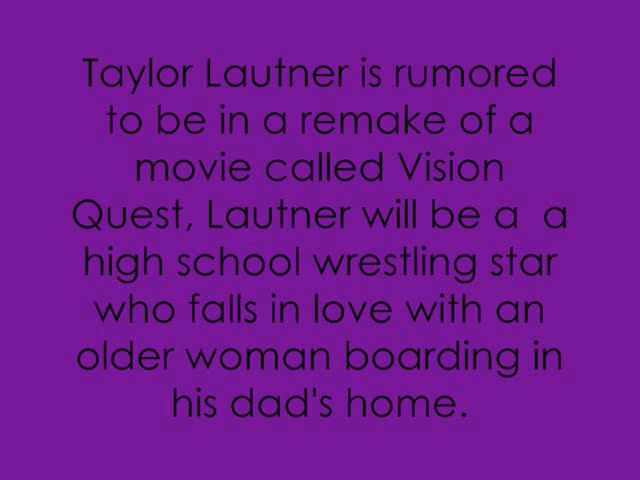 Taylor Lautner is rumored
to be in a remake of a
movie called Vision
Quest, Lautner will be a  a
high school wrestling star
who falls in love with an
older woman boarding in
his dad's home.